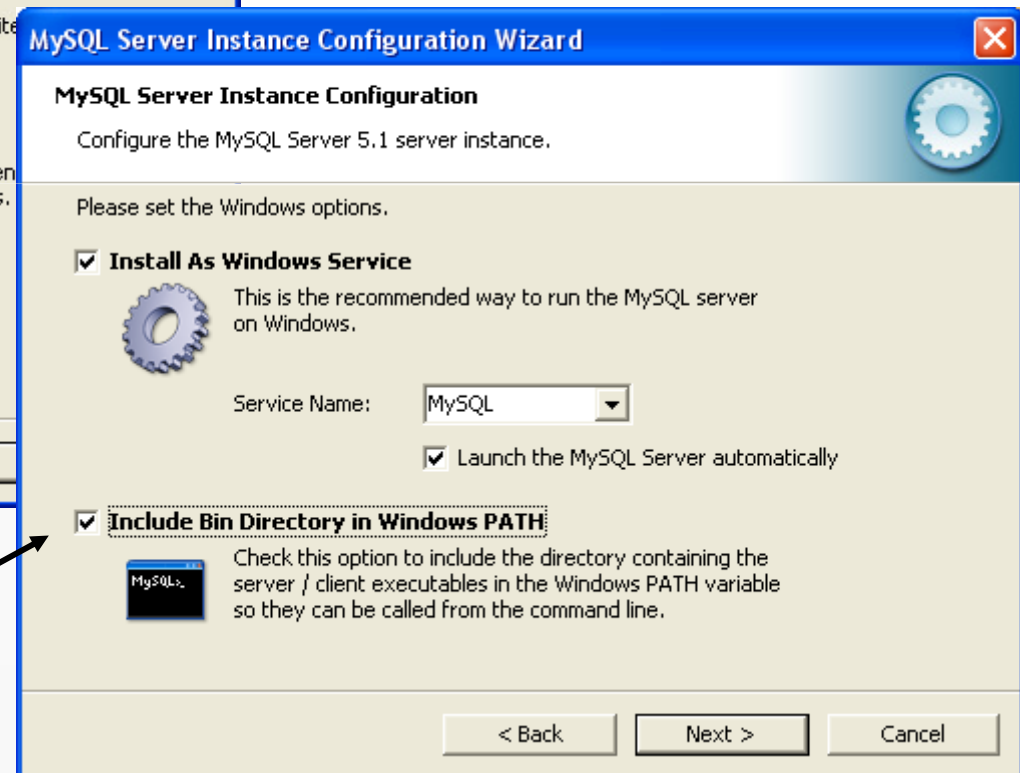 MySQL Server Instance Configuration Wizard
MySQL Server Instance Configuration
Configure the MySQL Server 5.1 server instance.
Please set the Windows options.
Install As Windows Service
This is the recommended way to run the MySQL server
on Windows.
Service Name:
MySQL
Launch the MySQL Server automatically
Include Bin Directory in Windows PATH
MySQL>_
Check this option to include the directory containing the
server / client executables in the Windows PATH variable
so they can be called from the command line.
< Back
Next >
Cancel